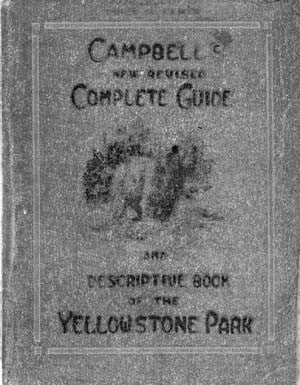 CAMPBELL'S
NEW REVISED
COMPLETE GUIDE
AND
DESCRIPTIVE BOOK
OF THE
YELLOWSTONE PARK